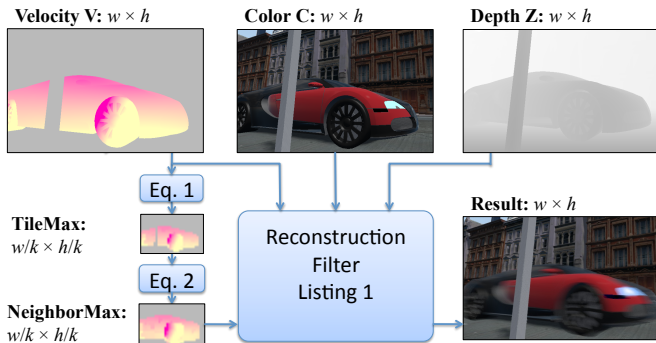 Velocity V: w × h
Color C: w × h
Depth Z: w × h
Eq. 1
TileMax:
w/k × h/k
Eq. 2
NeighborMax:
w/k × h/k
Reconstruction
Filter
Listing 1
Result: w × h